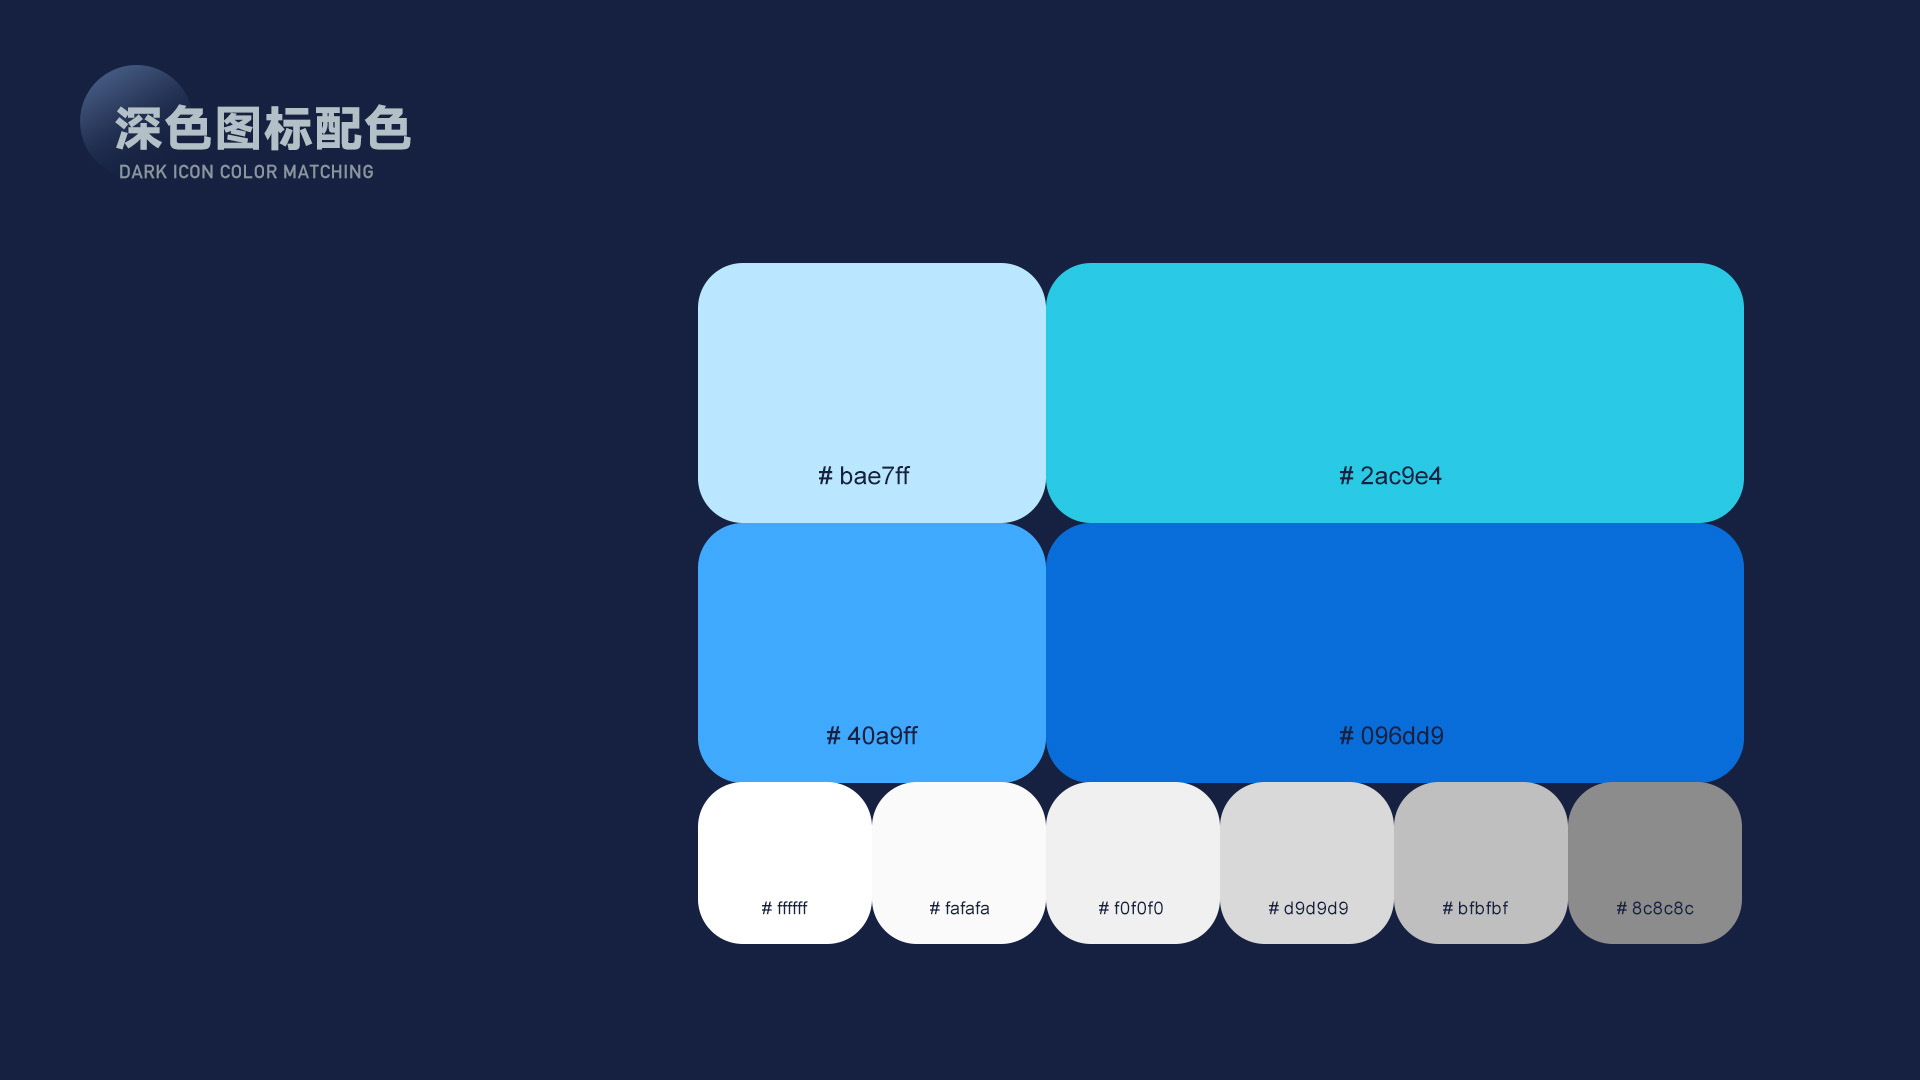 深色图标配色
DARK ICON COLOR MATCHING
# bae7ff
# 2ac9e4
# 40a9ff
# 096dd9
# ffffff
# fafafa
# f0f0f0
# d9d9d9
# bfbfbf
# 8c8c8c